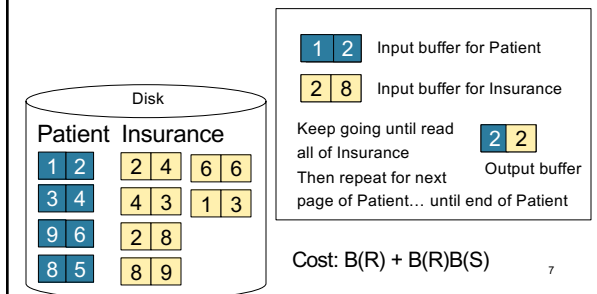 1 2 Input buffer for Patient
2 8 Input buffer for Insurance
Keep going until read
all of Insurance
2 2
Output buffer
Then repeat for next
page of Patient… until end of Patient
Disk
Patient Insurance
1 2 2 4 6 6
3 4 4 3 1 3
9 6 2 8
8 5 8 9
Cost: B(R) + B(R)B(S)
7